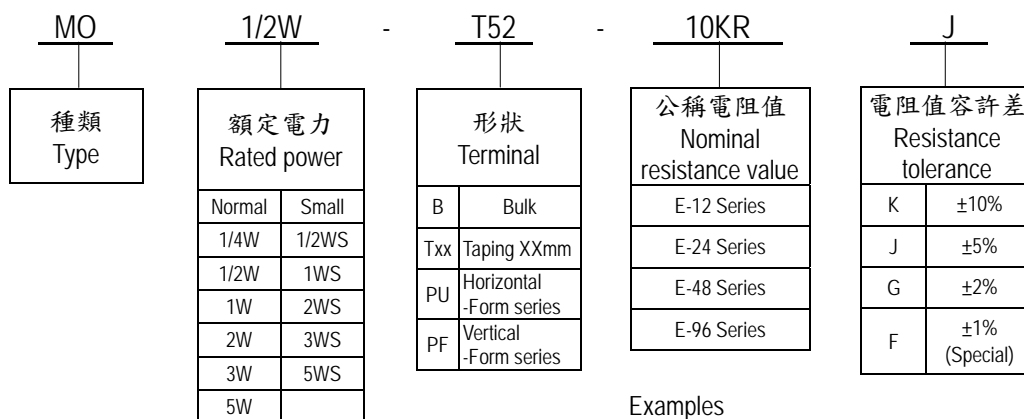 MO 1/2W - T52 - 10KR J
種類
Type
額定電力
Rated power
Normal Small
1/4W 1/2WS
1/2W 1WS
1W 2WS
2W 3WS
3W 5WS
5W
形狀
Terminal
B Bulk
Txx Taping XXmm
PU Horizontal
-Form series
PF Vertical
-Form series
公稱電阻值
Nominal
resistance value
E-12 Series
E-24 Series
E-48 Series
E-96 Series
電阻值容許差
Resistance
tolerance
K ±10%
J ±5%
G ±2%
F ±1%
(Special)
Examples